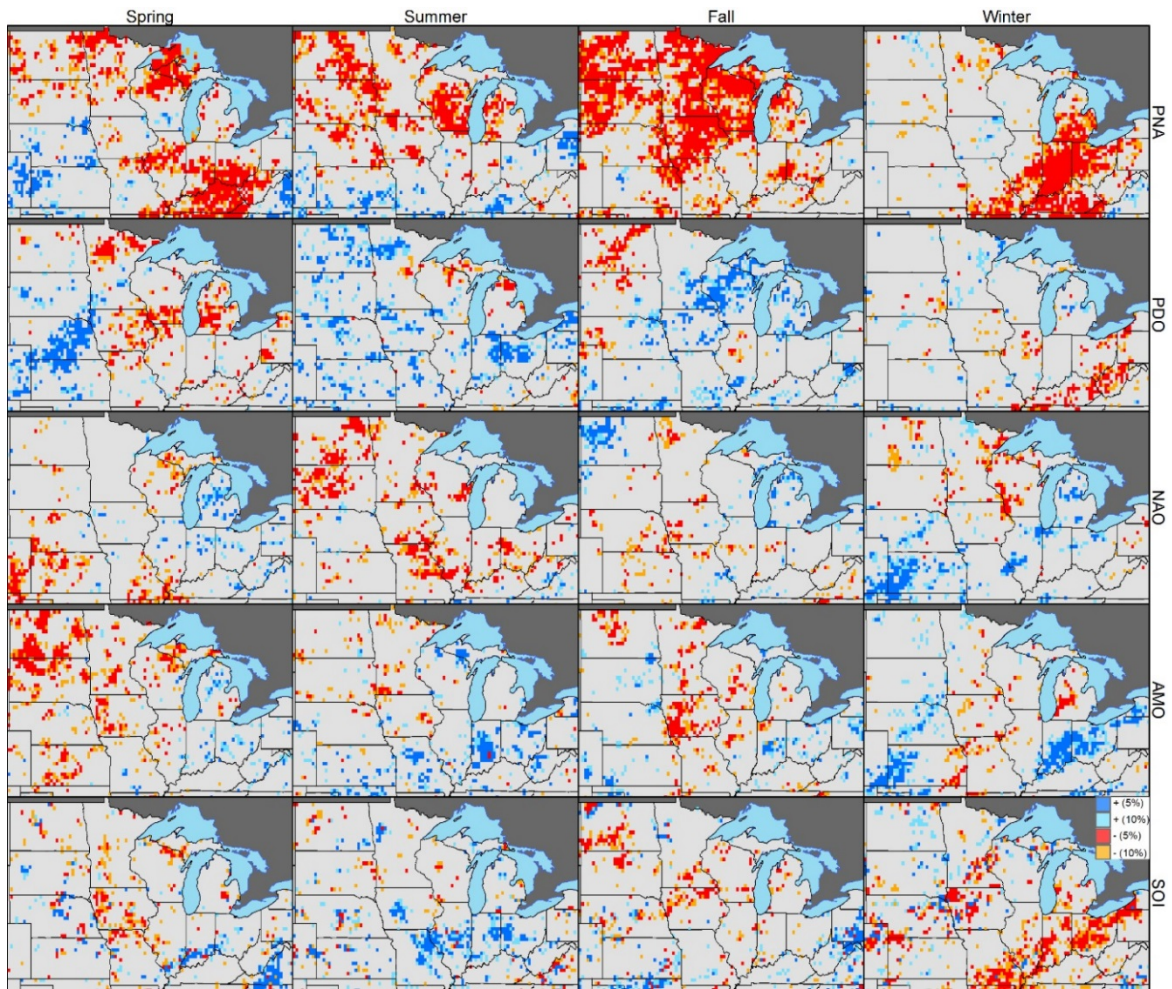 Spring Summer Fall Winter
PNA
PDO
NAO
AMO
SOI
+ (5%)
+ (10%)
- (5%)
- (10%)